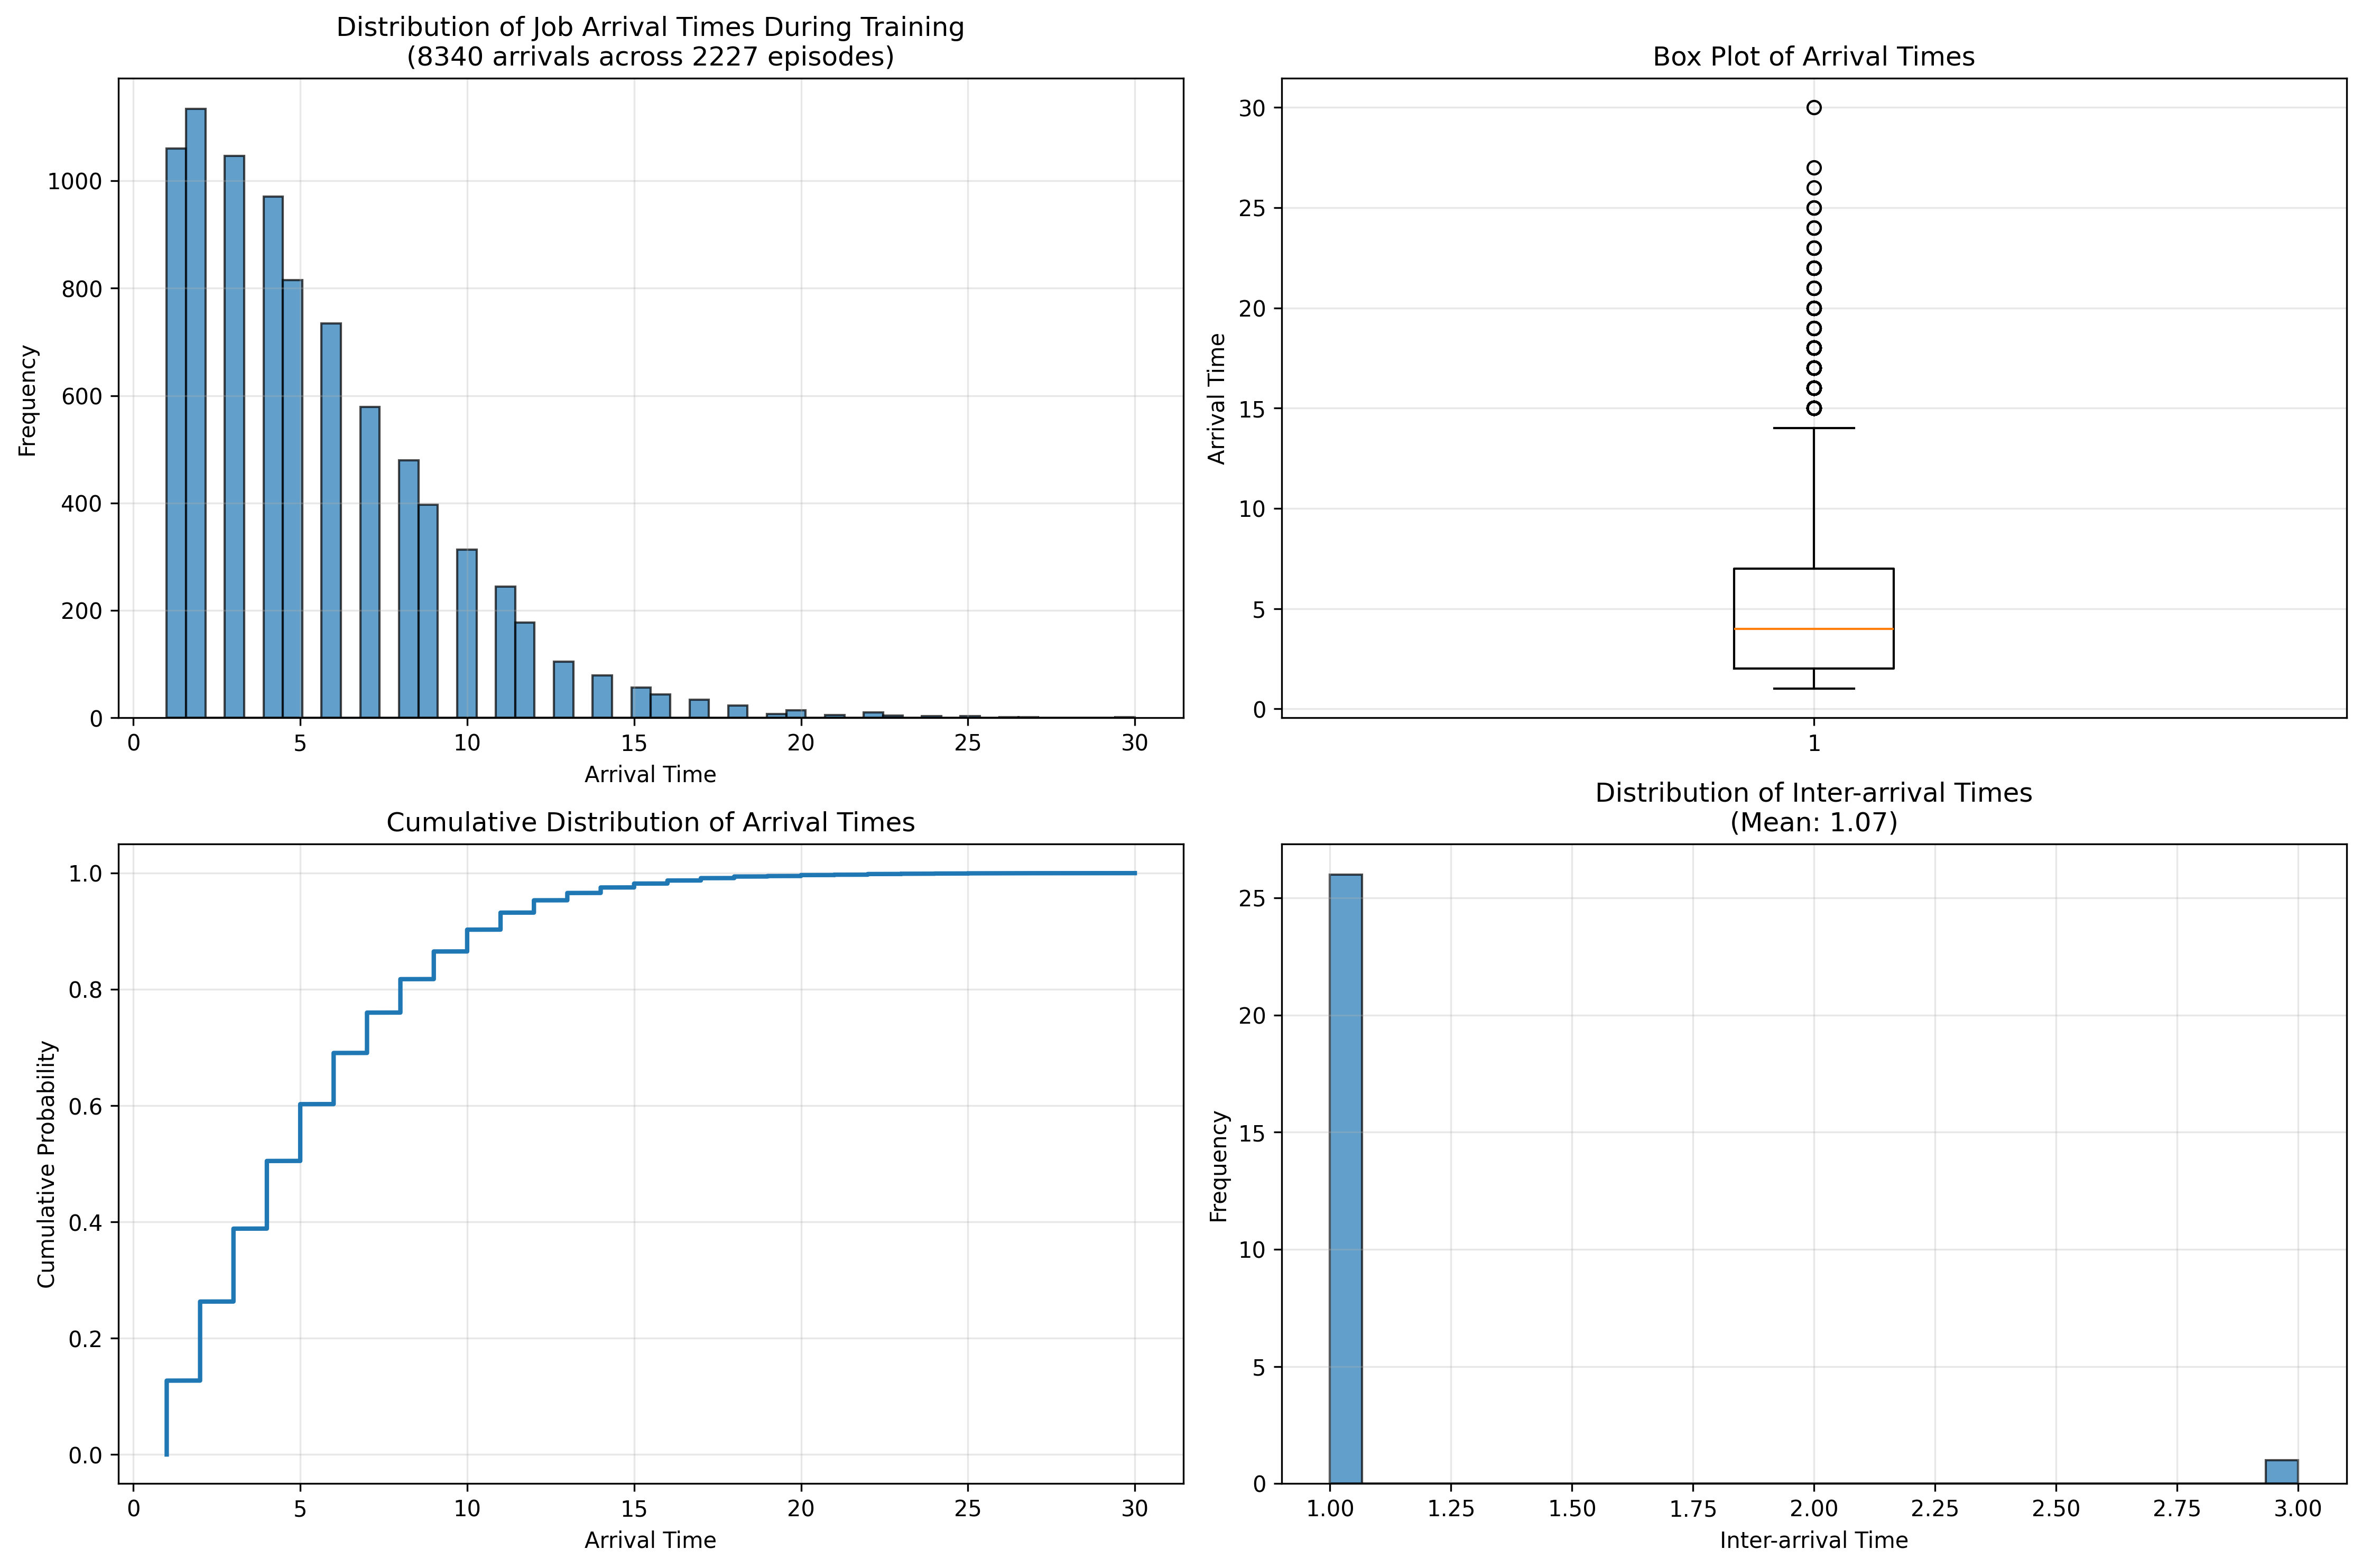 Distribution of Job Arrival Times During Training
(8340 arrivals across 2227 episodes)
Frequency
1000
800
600
400
200
0
0 5 10 15 20 25 30
Arrival Time
Box Plot of Arrival Times
Arrival Time
30
25
20
15
10
5
0
1
Cumulative Distribution of Arrival Times
Cumulative Probability
1.0
0.8
0.6
0.4
0.2
0.0
0 5 10 15 20 25 30
Arrival Time
Distribution of Inter-arrival Times
(Mean: 1.07)
Frequency
25
20
15
10
5
0
1.00 1.25 1.50 1.75 2.00 2.25 2.50 2.75 3.00
Inter-arrival Time